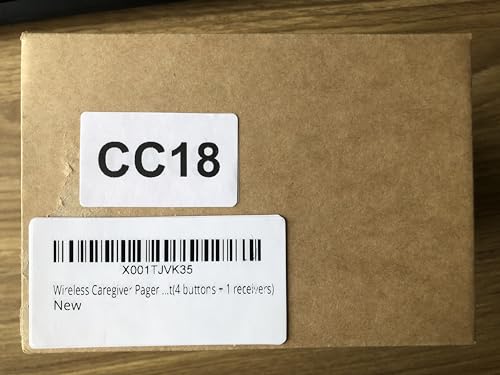 CC18
X001TJVK35
Wireless Caregiver Pager ...t(4 buttons + 1 receivers)
New